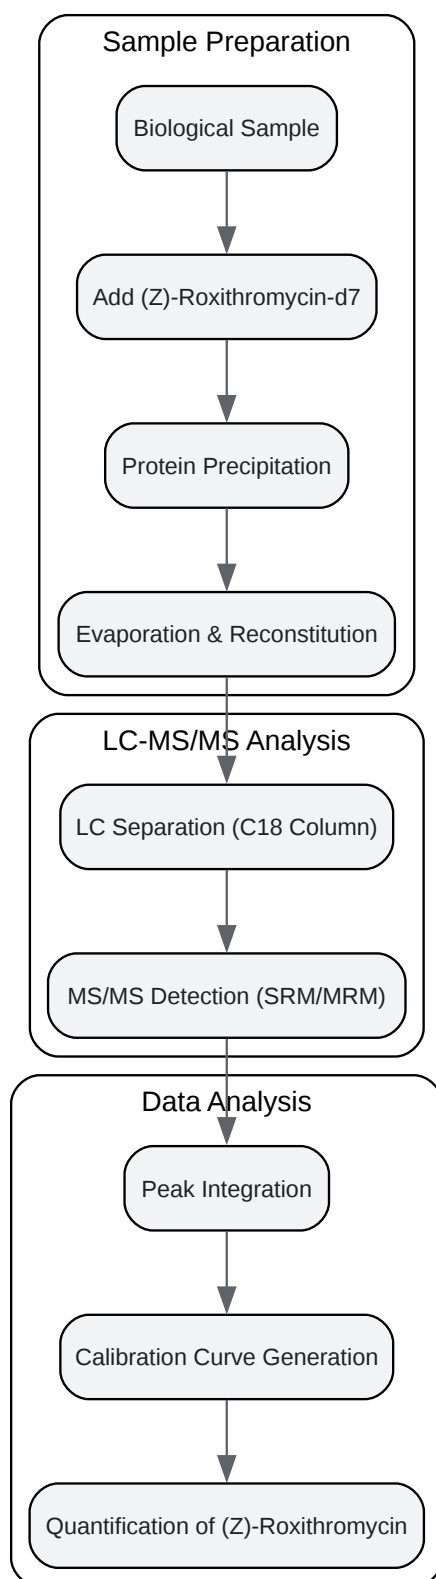 Sample Preparation
Biological Sample
Add (Z)-Roxithromycin-d7
Protein Precipitation
Evaporation & Reconstitution
LC-MS/MS Analysis
LC Separation (C18 Column)
MS/MS Detection (SRM/MRM)
Data Analysis
Peak Integration
Calibration Curve Generation
Quantification of (Z)-Roxithromycin